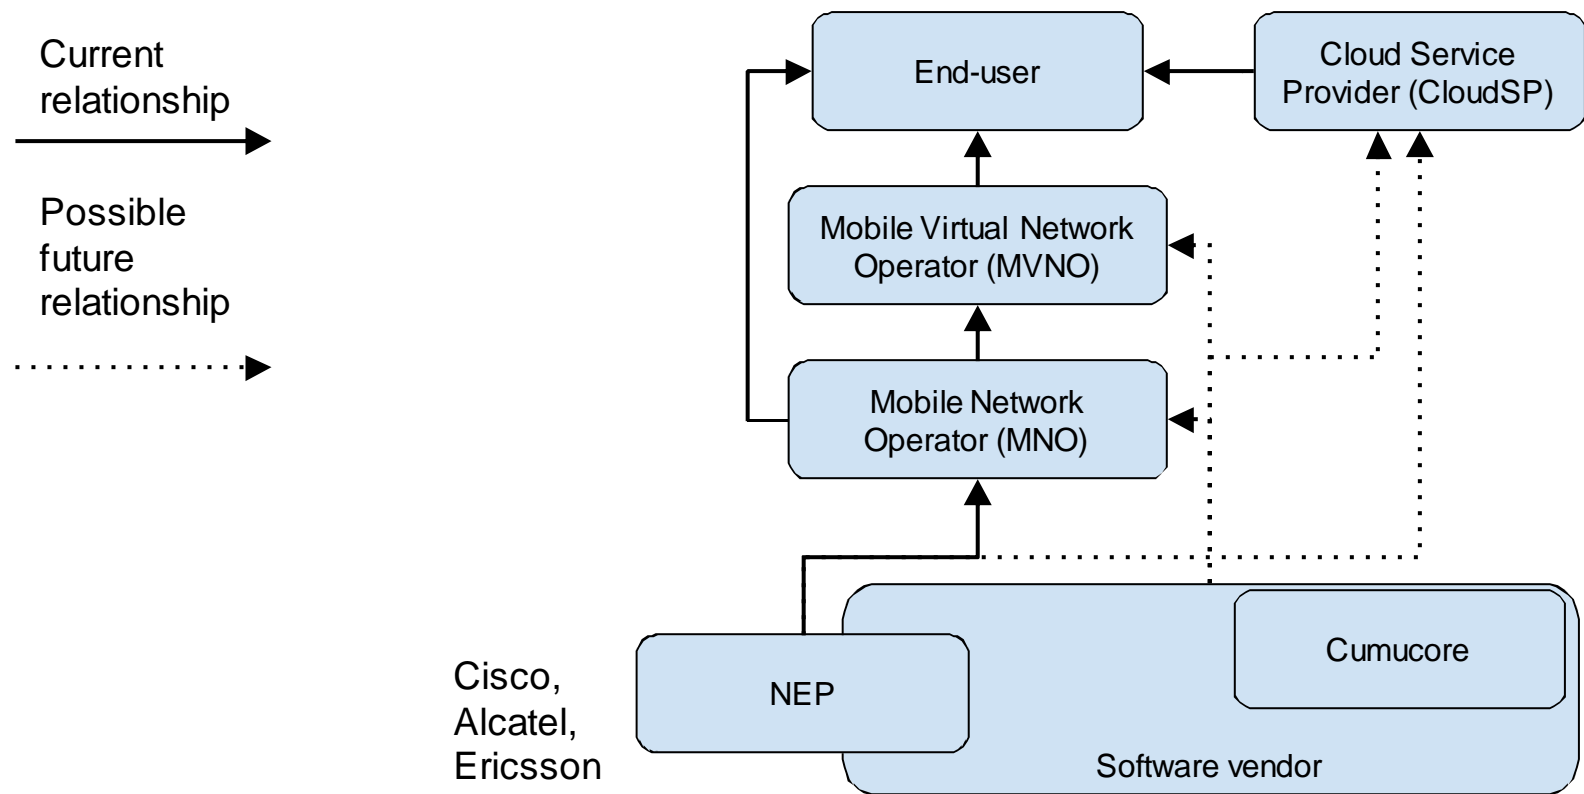 Current
relationship
Possible
future
relationship
End-user
Cloud Service
Provider (CloudSP)
Mobile Virtual Network
Operator (MVNO)
Mobile Network
Operator (MNO)
Cisco,
Alcatel,
Ericsson
NEP
Cumucore
Software vendor